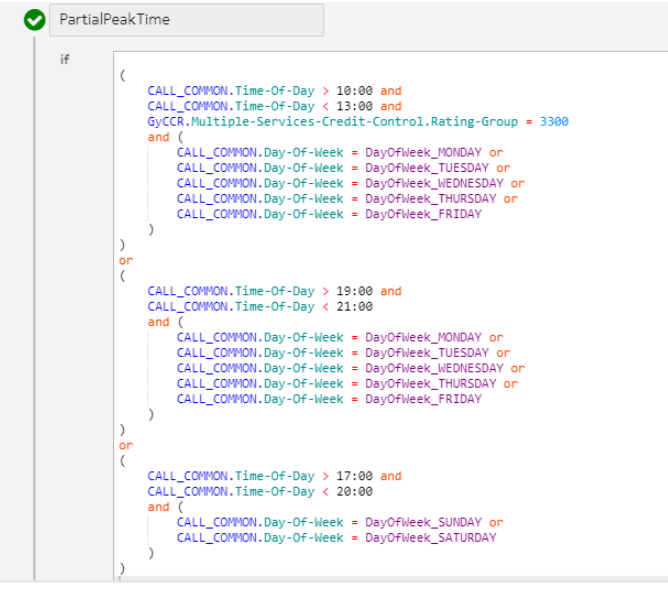 PartialPeakTime
if
(
CALL_COMMON.Time-Of-Day > 10:00 and
CALL_COMMON.Time-Of-Day < 13:00 and
GyCCR.Multiple-Services-Credit-Control.Rating-Group = 3300
and (
CALL_COMMON.Day-Of-Week = DayOfWeek_MONDAY or
CALL_COMMON.Day-Of-Week = DayOfWeek_TUESDAY or
CALL_COMMON.Day-Of-Week = DayOfWeek_WEDNESDAY or
CALL_COMMON.Day-Of-Week = DayOfWeek_THURSDAY or
CALL_COMMON.Day-Of-Week = DayOfWeek_FRIDAY
)
)
or
(
CALL_COMMON.Time-Of-Day > 19:00 and
CALL_COMMON.Time-Of-Day < 21:00
and (
CALL_COMMON.Day-Of-Week = DayOfWeek_MONDAY or
CALL_COMMON.Day-Of-Week = DayOfWeek_TUESDAY or
CALL_COMMON.Day-Of-Week = DayOfWeek_WEDNESDAY or
CALL_COMMON.Day-Of-Week = DayOfWeek_THURSDAY or
CALL_COMMON.Day-Of-Week = DayOfWeek_FRIDAY
)
)
or
(
CALL_COMMON.Time-Of-Day > 17:00 and
CALL_COMMON.Time-Of-Day < 20:00
and (
CALL_COMMON.Day-Of-Week = DayOfWeek_SUNDAY or
CALL_COMMON.Day-Of-Week = DayOfWeek_SATURDAY
)
)